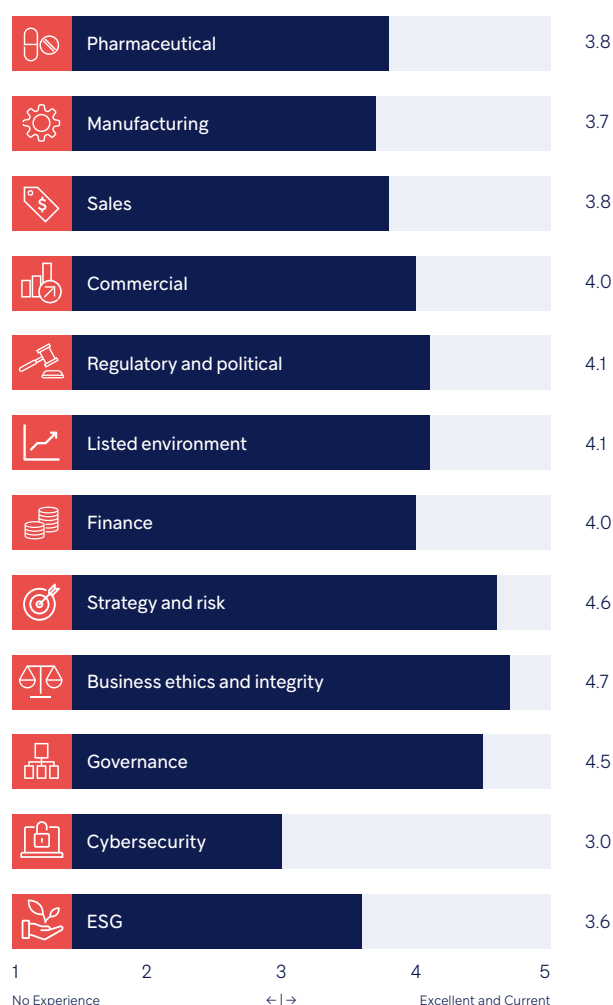 Pharmaceutical 3.8
Manufacturing 3.7
$ Sales 3.8
Commercial 4.0
Regulatory and political 4.1
Listed environment 4.1
Finance 4.0
Strategy and risk 4.6
Business ethics and integrity 4.7
Governance 4.5
Cybersecurity 3.0
ESG 3.6
1 2 3 4 5
No Experience ←|→ Excellent and Current